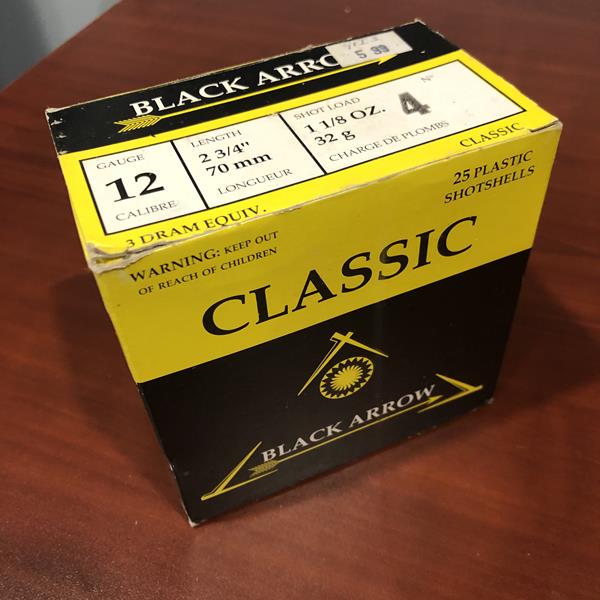 BLACK ARRO
5 99
GAUGE
12
CALIBRE
LENGTH
2 3/4"
70 mm
LONGUEUR
SHOT LOAD
1 1/8 OZ.
32 g
CHARGE DE PLOMBS
Nº
4
3 DRAM EQUIV.
CLASSIC
WARNING: KEEP OUT
OF REACH OF CHILDREN
25 PLASTIC
SHOTSHELLS
CLASSIC
BLACK ARROW